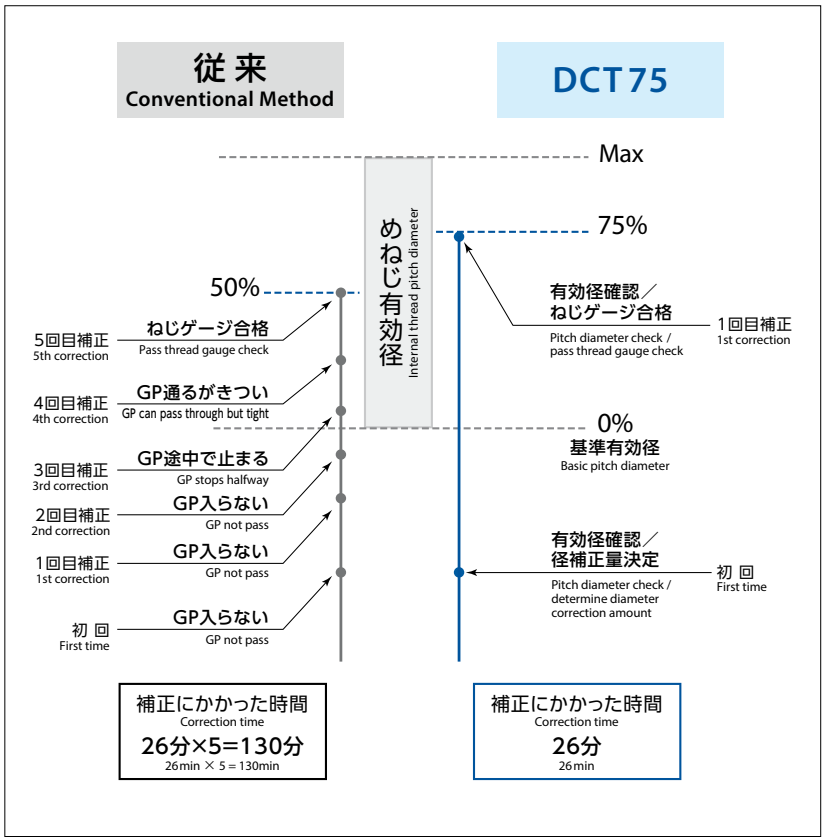 従 来
Conventional Method
DCT 75
Max
めねじ有効径
Internal thread pitch diameter
75%
50%
5回目補正
5th correction
ねじゲージ合格
Pass thread gauge check
4回目補正
4th correction
GP通るがきつい
GP can pass through but tight
3回目補正
3rd correction
GP途中で止まる
GP stops halfway
2回目補正
2nd correction
GP入らない
GP not pass
1回目補正
1st correction
GP入らない
GP not pass
初 回
First time
GP入らない
GP not pass
有効径確認／
ねじゲージ合格
Pitch diameter check /
pass thread gauge check
1回目補正
1st correction
0%
基準有効径
Basic pitch diameter
有効径確認／
径補正量決定
Pitch diameter check /
determine diameter
correction amount
初 回
First time
補正にかかった時間
Correction time
26分×5＝130分
26min × 5 = 130min
補正にかかった時間
Correction time
26分
26min